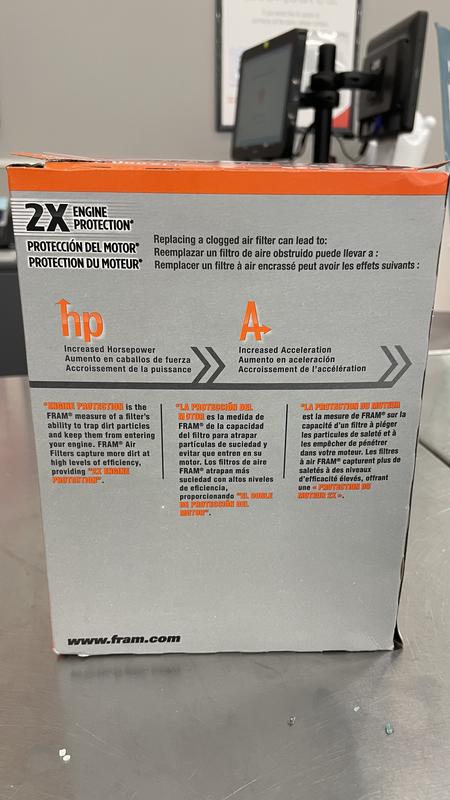 2X ENGINE
PROTECTION*
PROTECCIÓN DEL MOTOR*
PROTECTION DU MOTEUR*
Replacing a clogged air filter can lead to:
Reemplazar un filtro de aire obstruido puede llevar a :
Remplacer un filtre à air encrassé peut avoir les effets suivants :
hp
Increased Horsepower
Aumento en caballos de fuerza
Accroissement de la puissance
A
Increased Acceleration
Aumento en aceleración
Accroissement de l'accélération
*"ENGINE PROTECTION is the
FRAM® measure of a filter's
ability to trap dirt particles
and keep them from entering
your engine. FRAM® Air
Filters capture more dirt at
high levels of efficiency,
providing "2X ENGINE
PROTECTION".
*"LA PROTECCIÓN DEL
MOTOR es la medida de
FRAM® de la capacidad
del filtro para atrapar
partículas de suciedad y
evitar que entren en su
motor. Los filtros de aire
FRAM® atrapan más
suciedad con altos niveles
de eficiencia,
proporcionando "EL DOBLE
DE PROTECCIÓN DEL
MOTOR".
*"LA PROTECTION DU MOTEUR
est la mesure de FRAM® sur la
capacité d'un filtre à piéger
les particules de saleté et à
les empêcher de pénétrer
dans votre moteur. Les filtres
à air FRAM® capturent plus de
saletés à des niveaux
d'efficacité élevés, offrant
une « PROTECTION DU
MOTEUR 2X ».
www.fram.com